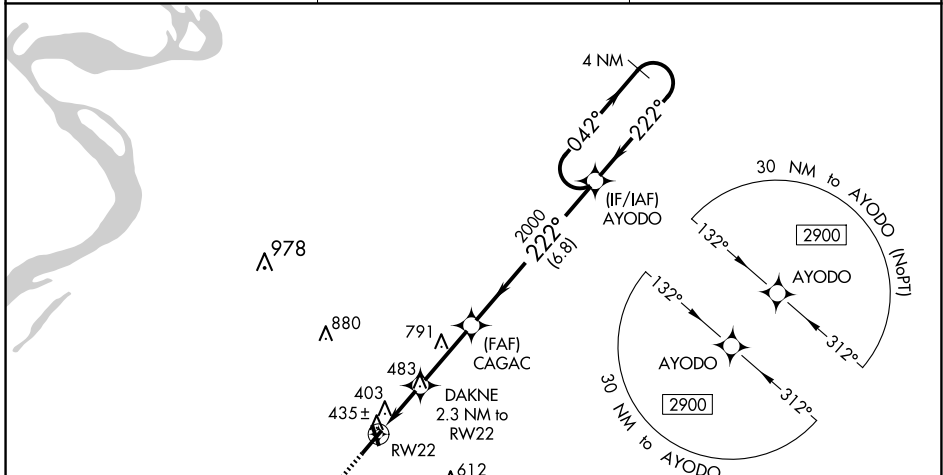 4 NM
042°
222°
(IF/IAF)
AYODO
2000
222°
(6.8)
30 NM to AYODO (NoPT)
132°
2900
AYODO
312°
132°
AYODO
312°
2900
30 NM to AYODO
978
880
791
(FAF)
CAGAC
483
DAKNE
2.3 NM to
RW22
403
435±
RW22
612